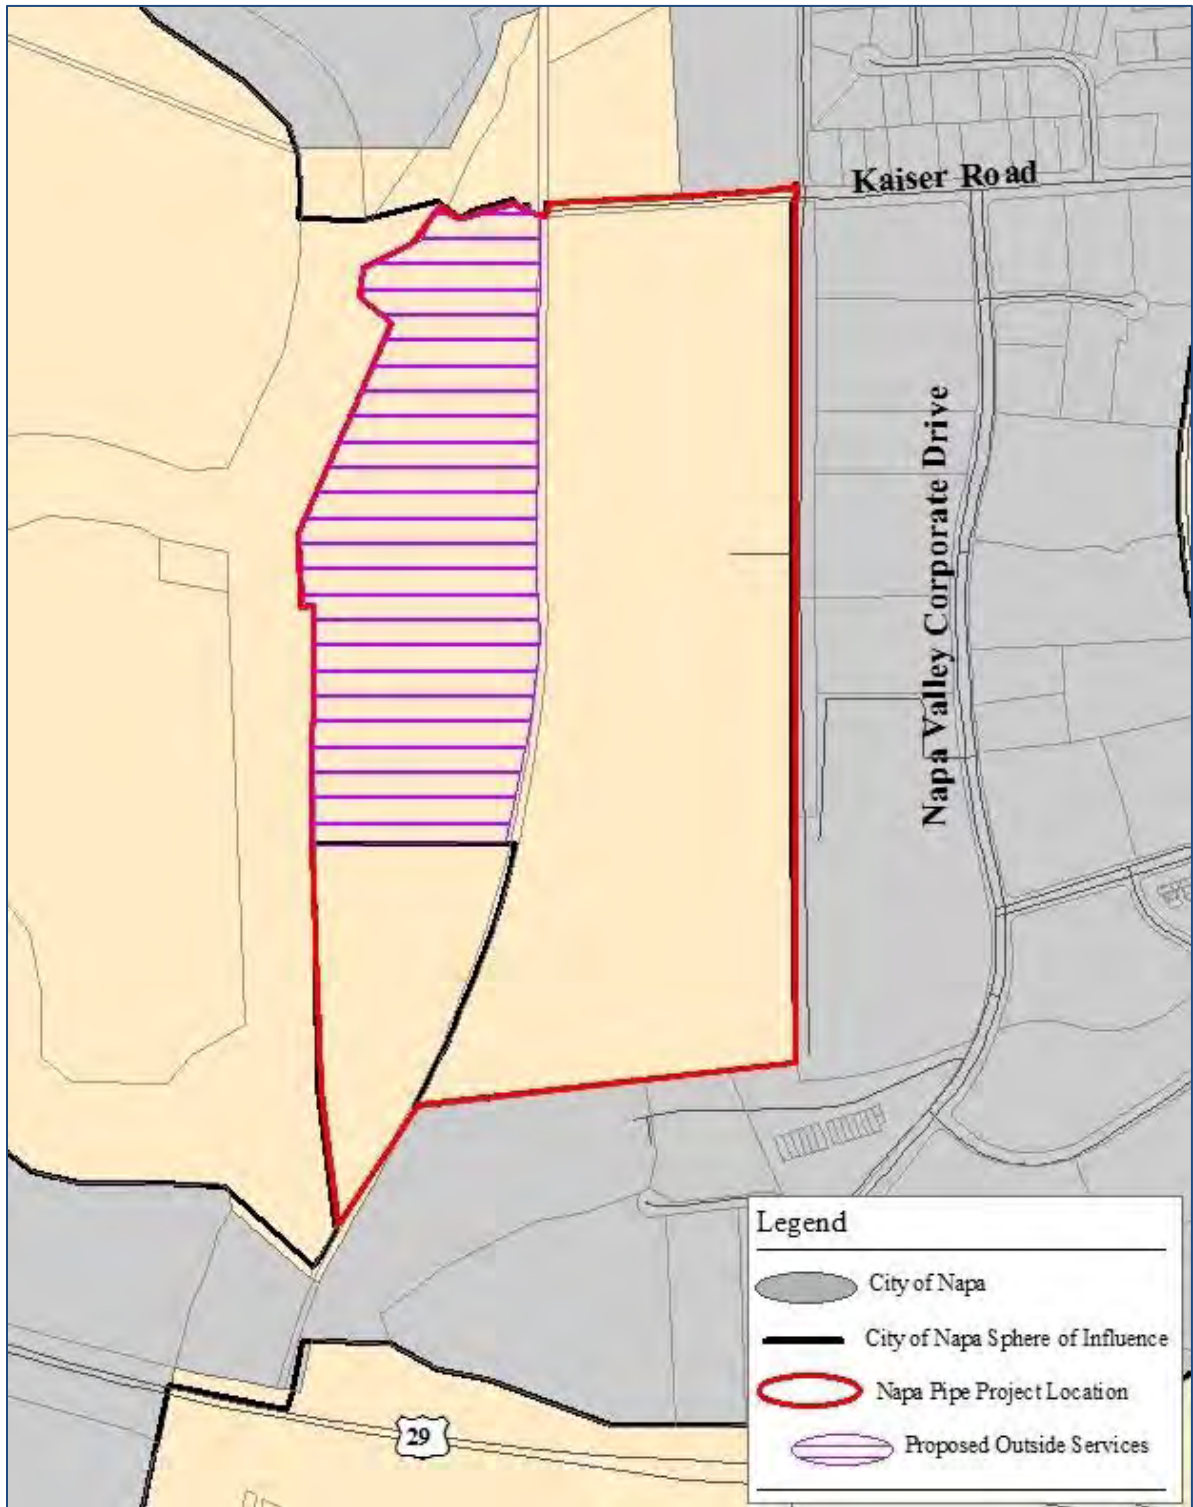 Kaiser Road
Napa Valley Corporate Drive
29
Legend
City of Napa
City of Napa Sphere of Influence
Napa Pipe Project Location
Proposed Outside Services